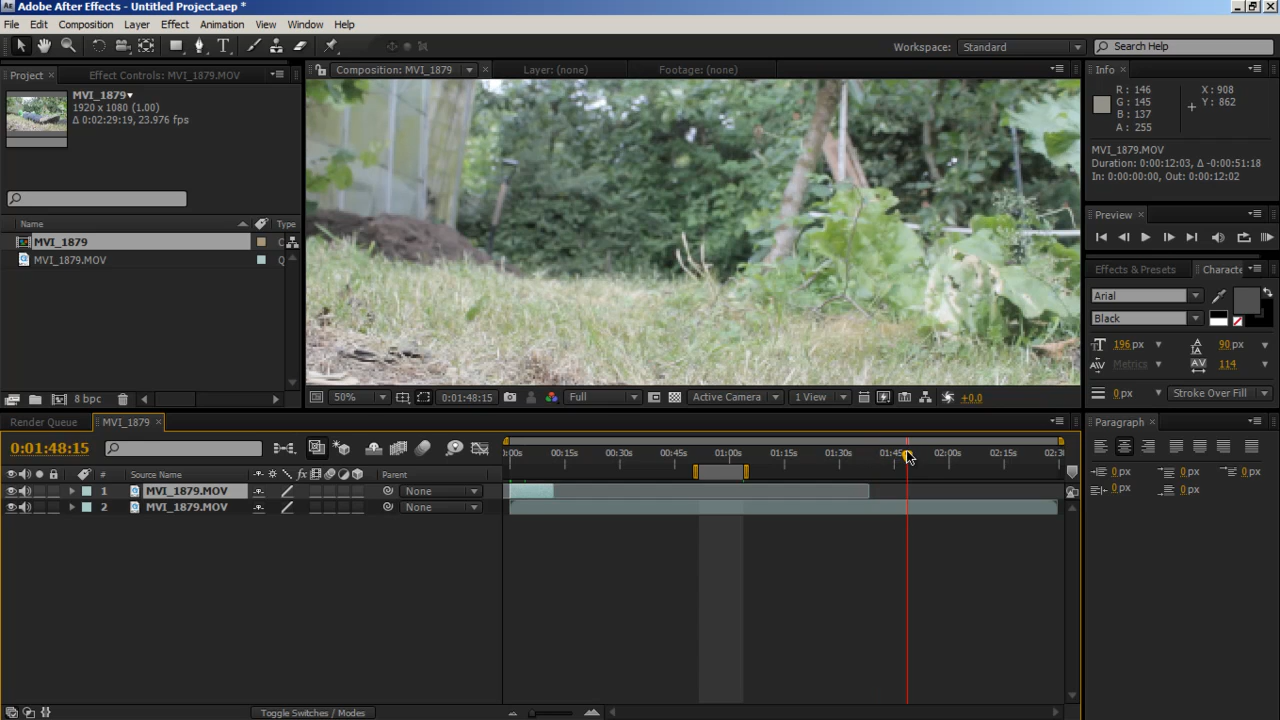 Adobe After Effects - Untitled Project.aep *
File Edit Composition Layer Effect Animation View Window Help
Workspace: Standard Search Help
Project Effect Controls: MVI_1879.MOV
Composition: MVI_1879 Layer: (none) Footage: (none)
Info
MVI_1879
1920 x 1080 (1.00)
Δ 0:02:29:19, 23.976 fps
R : 146
G : 145
B : 137
A : 255
X : 908
Y : 862
MVI_1879.MOV
Duration: 0:00:12:03, Δ -0:00:51:18
In: 0:00:00:00, Out: 0:00:12:02
Preview
Name Type
MVI_1879
MVI_1879.MOV
Effects & Presets Characte
Arial
Black
196 px 90 px
Metrics 114
0 px Stroke Over Fill
8 bpc
50% 0:01:48:15 Full Active Camera 1 View +0.0
Render Queue MVI_1879
Paragraph
0:01:48:15
:00s 00:15s 00:30s 00:45s 01:00s 01:15s 01:30s 02:00s 02:15s
# Source Name Parent
1 MVI_1879.MOV None
2 MVI_1879.MOV None
0 px 0 px 0 px
0 px 0 px
Toggle Switches / Modes